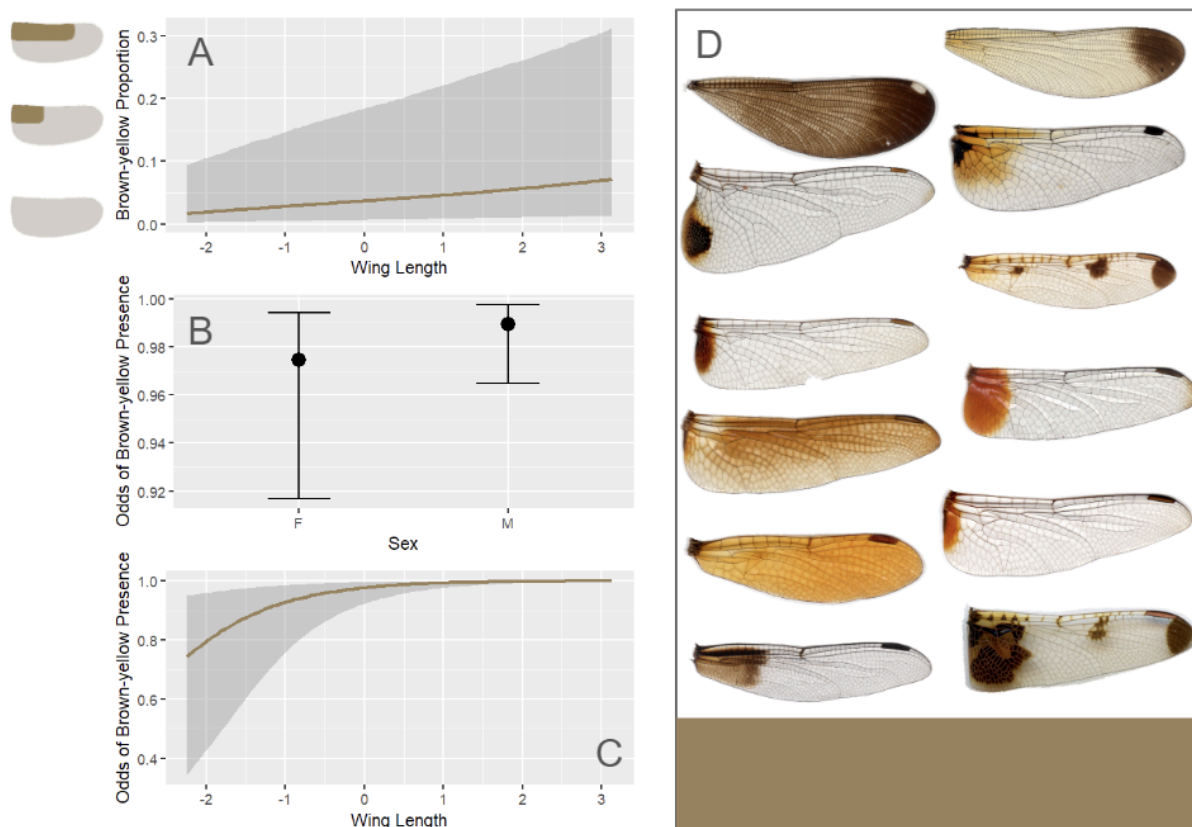 A
Brown-yellow Proportion
0.3
0.2
0.1
0.0
-2 -1 0 1 2 3
Wing Length
B
Odds of Brown-yellow Presence
1.00
0.98
0.96
0.94
0.92
F M
Sex
C
Odds of Brown-yellow Presence
1.0
0.8
0.6
0.4
-2 -1 0 1 2 3
Wing Length
D